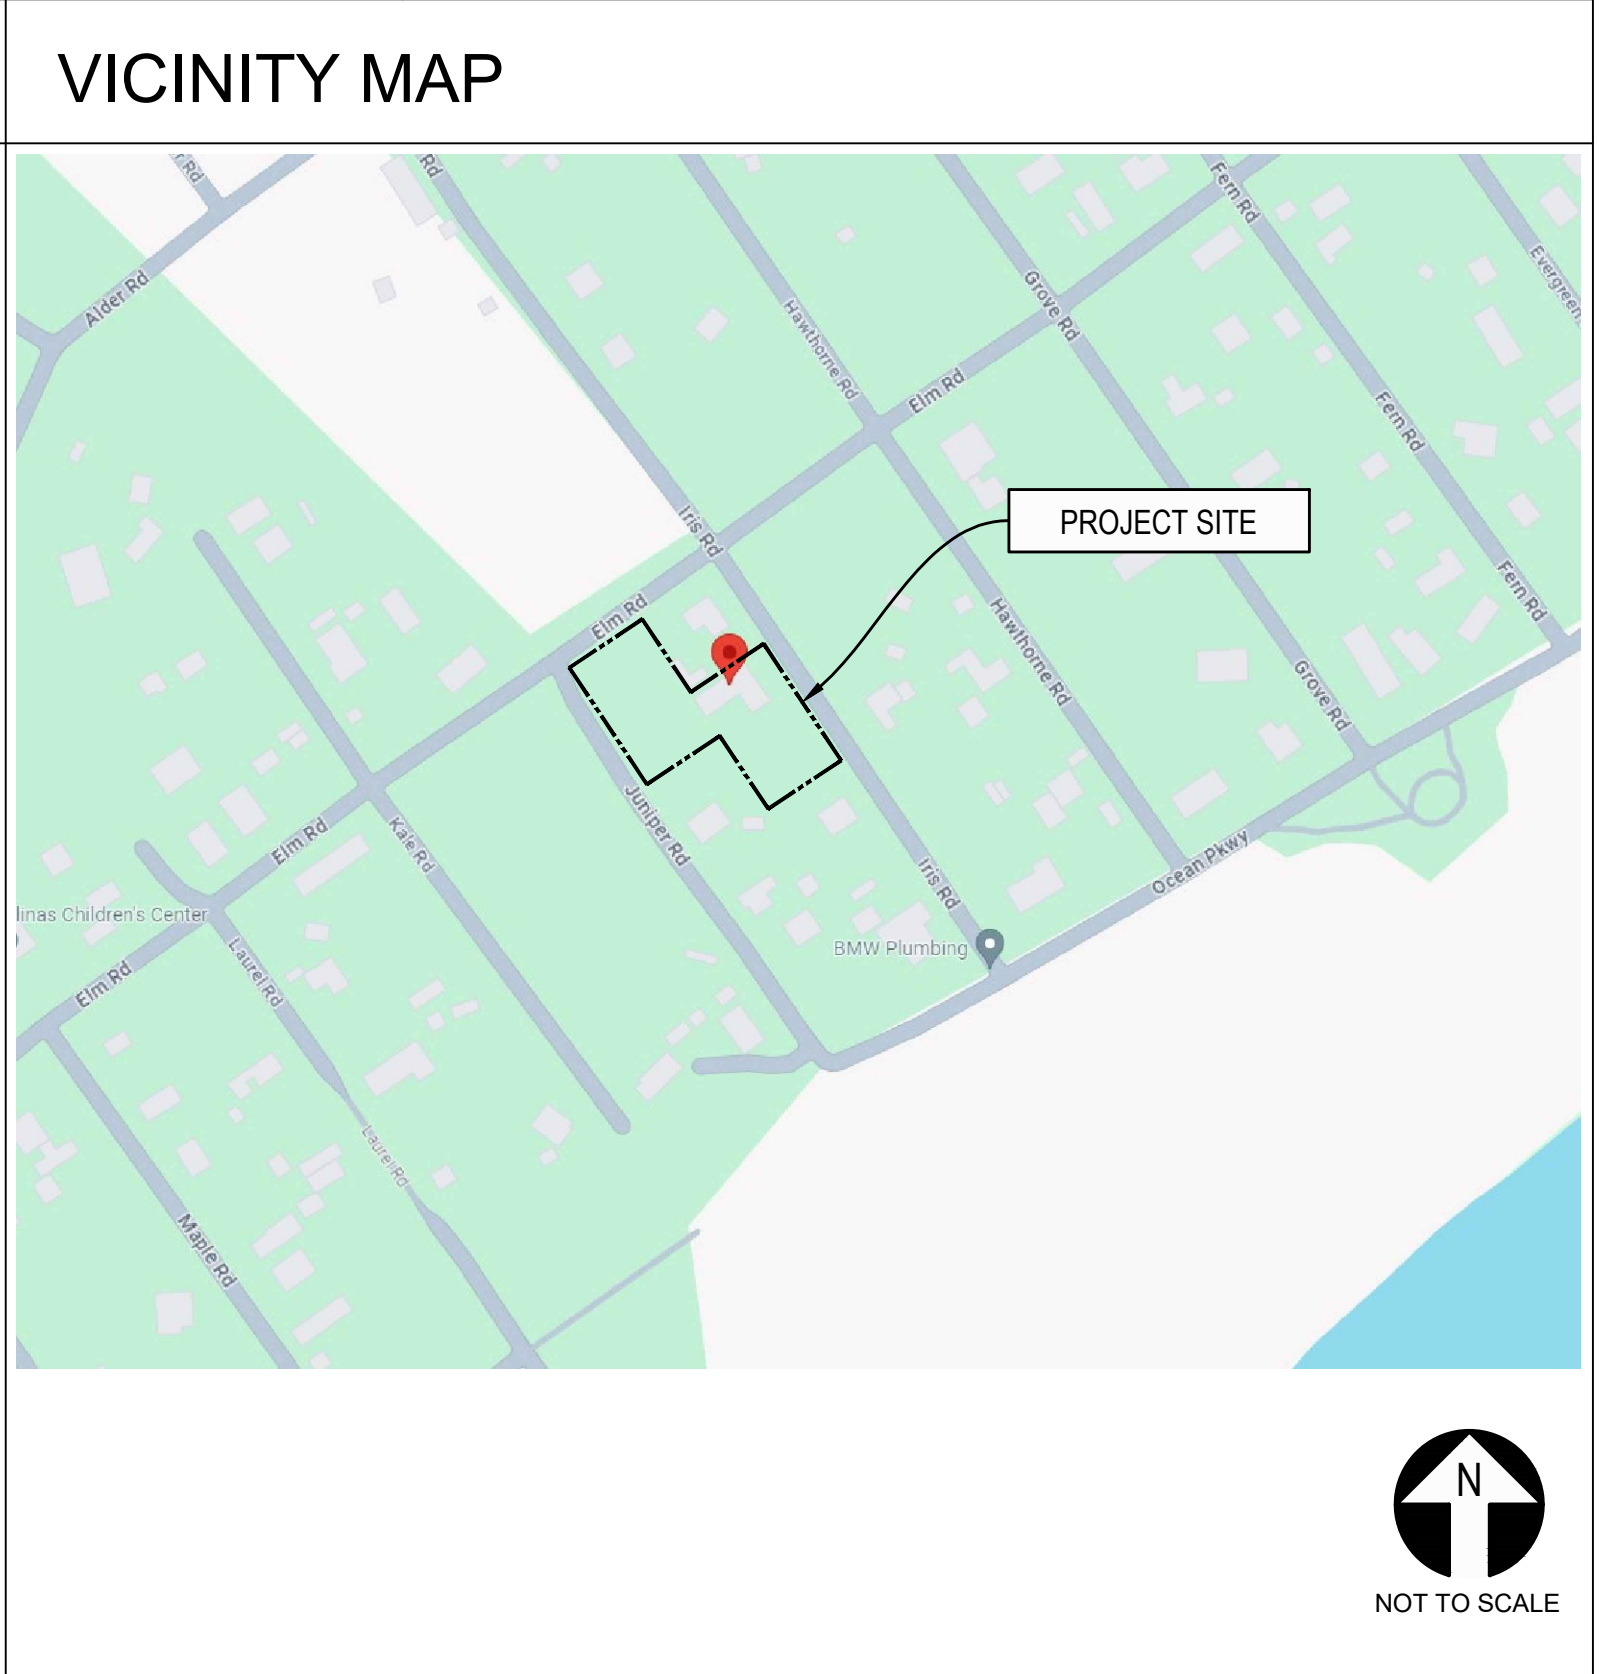 VICINITY MAP
Rd
Rd
Fern Rd
Alder Rd
Grove Rd
Evergreen
Hawthorne Rd
Elm Rd
Fern Rd
Iris Rd
PROJECT SITE
Elm Rd
Fern Rd
Hawthorne Rd
Grove Rd
Juniper Rd
Elm Rd
Kale Rd
Ocean Pkwy
Iris Rd
linas Children's Center
BMW Plumbing
Laurel Rd
Elm Rd
Laurel Rd
Maple Rd
N
NOT TO SCALE